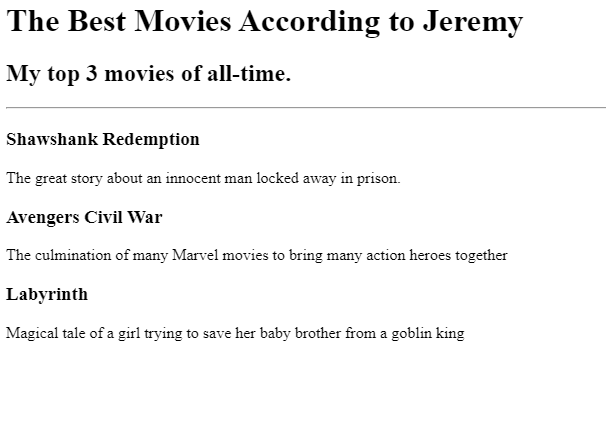 The Best Movies According to Jeremy
My top 3 movies of all-time.
Shawshank Redemption
The great story about an innocent man locked away in prison.
Avengers Civil War
The culmination of many Marvel movies to bring many action heroes together
Labyrinth
Magical tale of a girl trying to save her baby brother from a goblin king